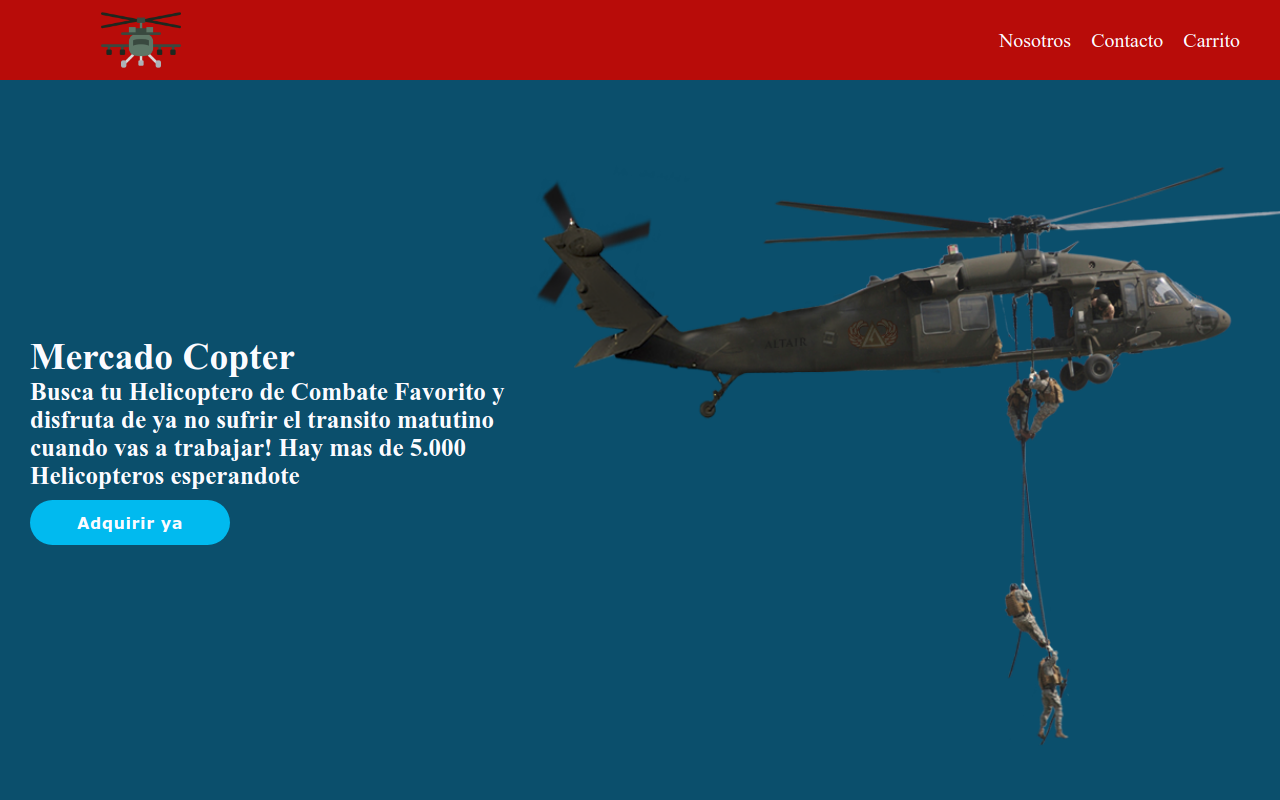 Nosotros Contacto Carrito
Mercado Copter
Busca tu Helicoptero de Combate Favorito y
disfruta de ya no sufrir el transito matutino
cuando vas a trabajar! Hay mas de 5.000
Helicopteros esperandote
Adquirir ya
ALTAIR